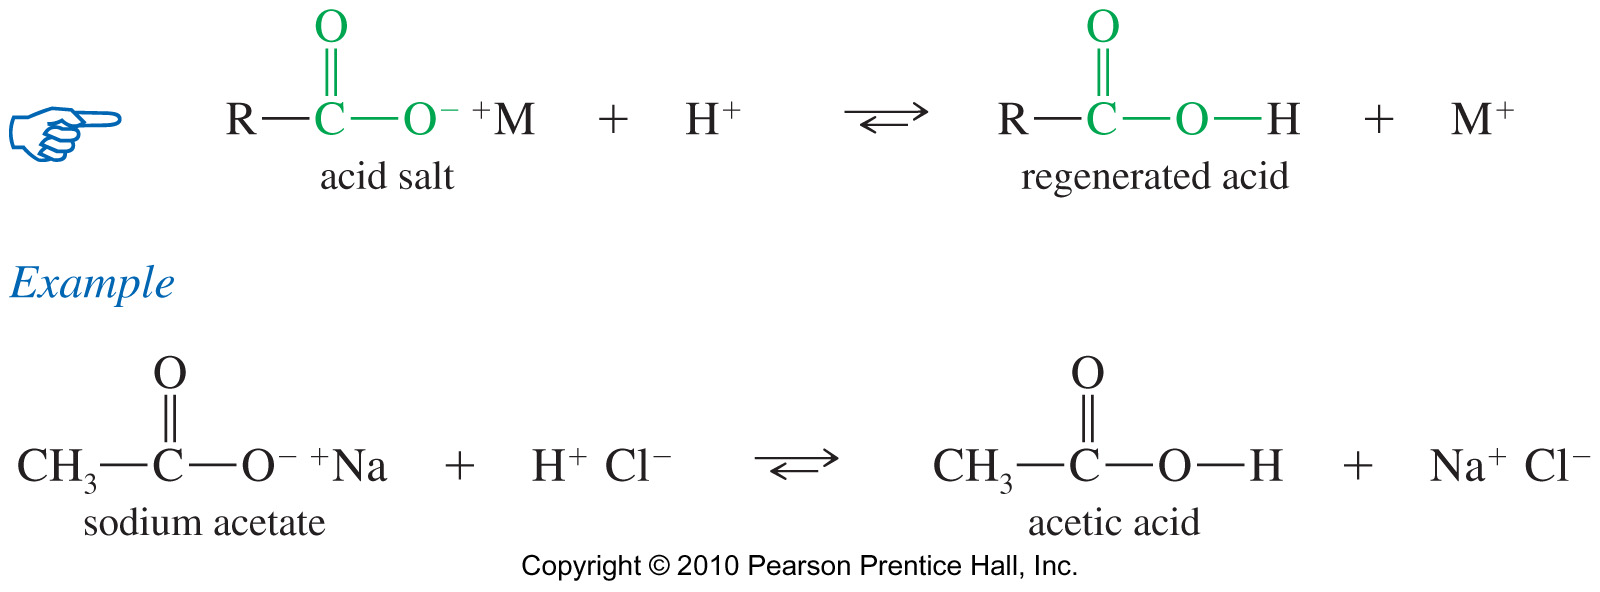 O O
R—C—O⁻ ⁺M + H⁺ ⇌ R—C—O—H + M⁺
acid salt regenerated acid
Example
O O
CH₃—C—O⁻ ⁺Na + H⁺ Cl⁻ ⇌ CH₃—C—O—H + Na⁺ Cl⁻
sodium acetate acetic acid
Copyright © 2010 Pearson Prentice Hall, Inc.